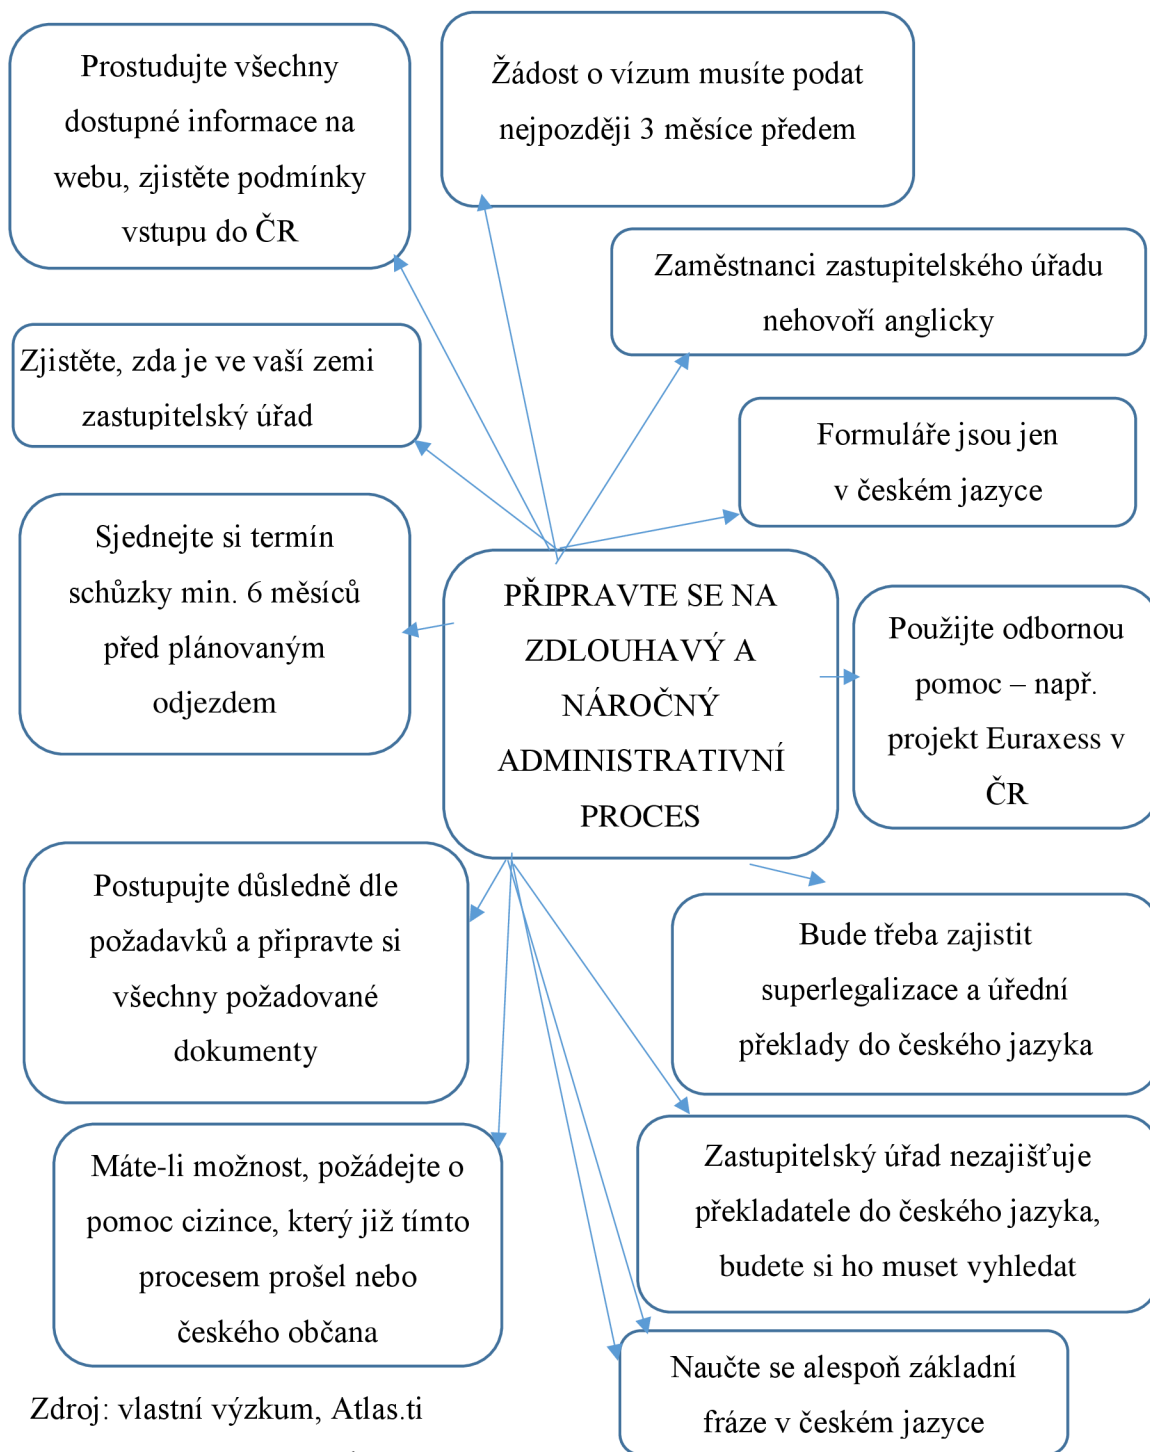 Prostudujte všechny
dostupné informace na
webu, zjistěte podmínky
vstupu do ČR
Žádost o vízum musíte podat
nejpozději 3 měsíce předem
Zaměstnanci zastupitelského úřadu
nehovoří anglicky
Zjistěte, zda je ve vaší zemi
zastupitelský úřad
Formuláře jsou jen
v českém jazyce
Sjednejte si termín
schůzky min. 6 měsíců
před plánovaným
odjezdem
PŘIPRAVTE SE NA
ZDLOUHAVÝ A
NÁROČNÝ
ADMINISTRATIVNÍ
PROCES
Použijte odbornou
pomoc – např.
projekt Euraxess v
ČR
Postupujte důsledně dle
požadavků a připravte si
všechny požadované
dokumenty
Bude třeba zajistit
superlegalizace a úřední
překlady do českého jazyka
Máte-li možnost, požádejte o
pomoc cizince, který již tímto
procesem prošel nebo
českého občana
Zastupitelský úřad nezajišťuje
překladatele do českého jazyka,
budete si ho muset vyhledat
Naučte se alespoň základní
fráze v českém jazyce
Zdroj: vlastní výzkum, Atlas.ti